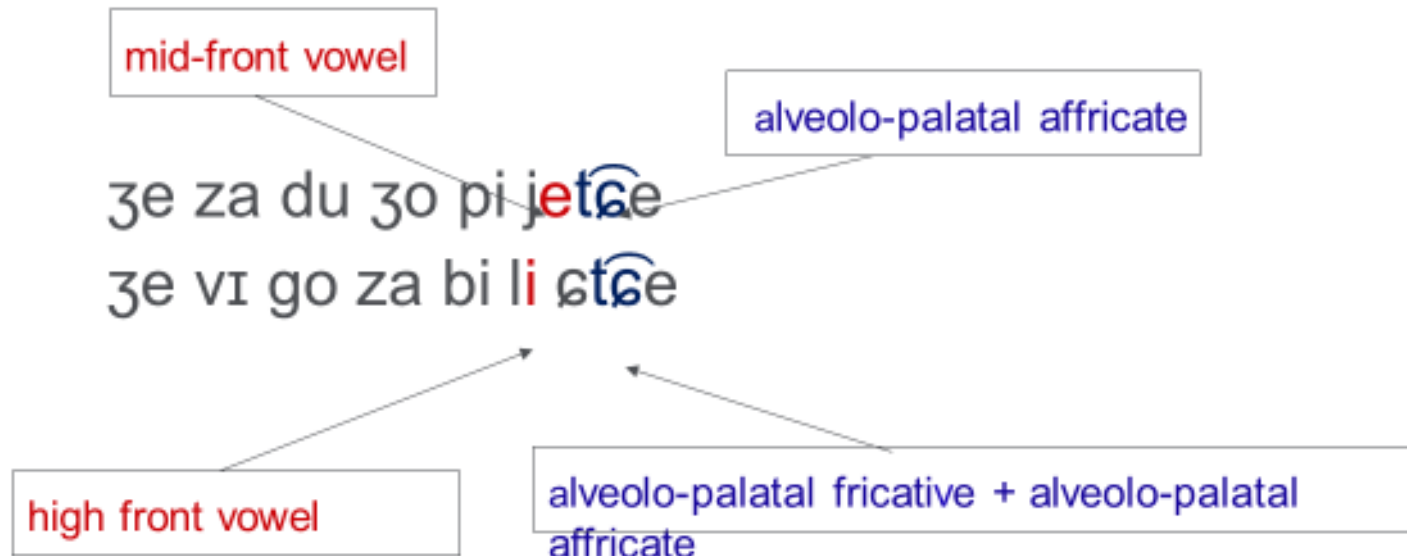 mid-front vowel
alveolo-palatal affricate
ʒe za du ʒo pi jet͡ɕe
ʒe vɪ go za bi li ɕt͡ɕe
high front vowel
alveolo-palatal fricative + alveolo-palatal
affricate